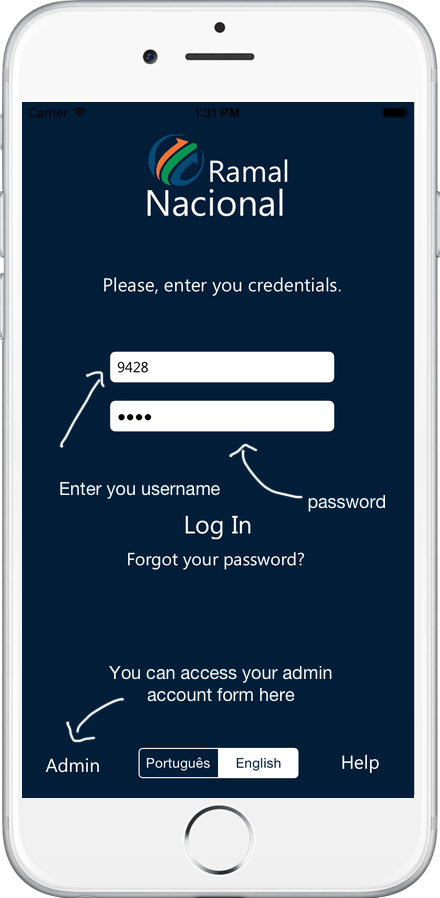 Carrier 1:31 PM
Ramal
Nacional
Please, enter you credentials.
9428
••••
Enter you username
password
Log In
Forgot your password?
You can access your admin
account form here
Admin
Português English
Help